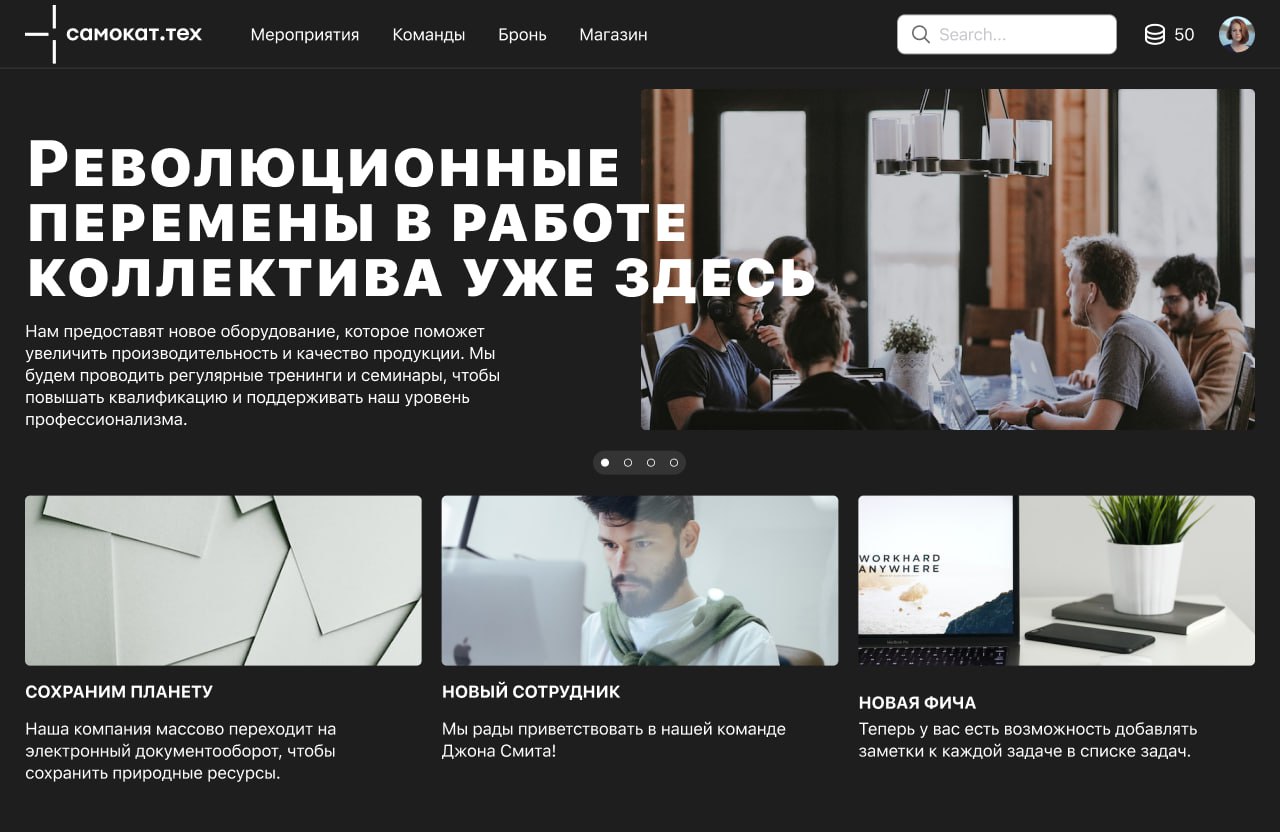 самокат.тех
Мероприятия
Команды
Бронь
Магазин
Search...
50
Революционные
перемены в работе
коллектива уже здесь
Нам предоставят новое оборудование, которое поможет
увеличить производительность и качество продукции. Мы
будем проводить регулярные тренинги и семинары, чтобы
повышать квалификацию и поддерживать наш уровень
профессионализма.
WORKHARD
ANYWHERE
СОХРАНИМ ПЛАНЕТУ
Наша компания массово переходит на
электронный документооборот, чтобы
сохранить природные ресурсы.
НОВЫЙ СОТРУДНИК
Мы рады приветствовать в нашей команде
Джона Смита!
НОВАЯ ФИЧА
Теперь у вас есть возможность добавлять
заметки к каждой задаче в списке задач.